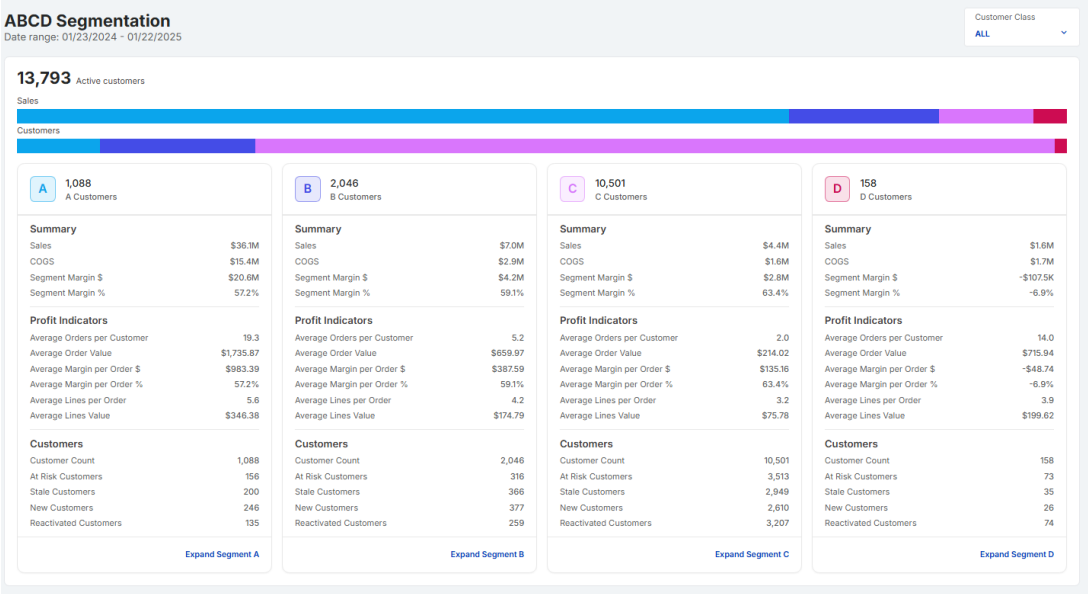 ABCD Segmentation
Date range: 01/23/2024 - 01/22/2025
Customer Class
ALL
13,793 Active customers
Sales
Customers
A
1,088
A Customers
Summary
Sales $36.1M
COGS $15.4M
Segment Margin $ $20.6M
Segment Margin % 57.2%
Profit Indicators
Average Orders per Customer 19.3
Average Order Value $1,735.87
Average Margin per Order $ $983.39
Average Margin per Order % 57.2%
Average Lines per Order 5.6
Average Lines Value $346.38
Customers
Customer Count 1,088
At Risk Customers 156
Stale Customers 200
New Customers 246
Reactivated Customers 135
Expand Segment A
B
2,046
B Customers
Summary
Sales $7.0M
COGS $2.9M
Segment Margin $ $4.2M
Segment Margin % 59.1%
Profit Indicators
Average Orders per Customer 5.2
Average Order Value $659.97
Average Margin per Order $ $387.59
Average Margin per Order % 59.1%
Average Lines per Order 4.2
Average Lines Value $174.79
Customers
Customer Count 2,046
At Risk Customers 316
Stale Customers 366
New Customers 377
Reactivated Customers 259
Expand Segment B
C
10,501
C Customers
Summary
Sales $4.4M
COGS $1.6M
Segment Margin $ $2.8M
Segment Margin % 63.4%
Profit Indicators
Average Orders per Customer 2.0
Average Order Value $214.02
Average Margin per Order $ $135.16
Average Margin per Order % 63.4%
Average Lines per Order 3.2
Average Lines Value $75.78
Customers
Customer Count 10,501
At Risk Customers 3,513
Stale Customers 2,949
New Customers 2,610
Reactivated Customers 3,207
Expand Segment C
D
158
D Customers
Summary
Sales $1.6M
COGS $1.7M
Segment Margin $ -$107.5K
Segment Margin % -6.9%
Profit Indicators
Average Orders per Customer 14.0
Average Order Value $715.94
Average Margin per Order $ -$48.74
Average Margin per Order % -6.9%
Average Lines per Order 3.9
Average Lines Value $199.62
Customers
Customer Count 158
At Risk Customers 73
Stale Customers 35
New Customers 26
Reactivated Customers 74
Expand Segment D